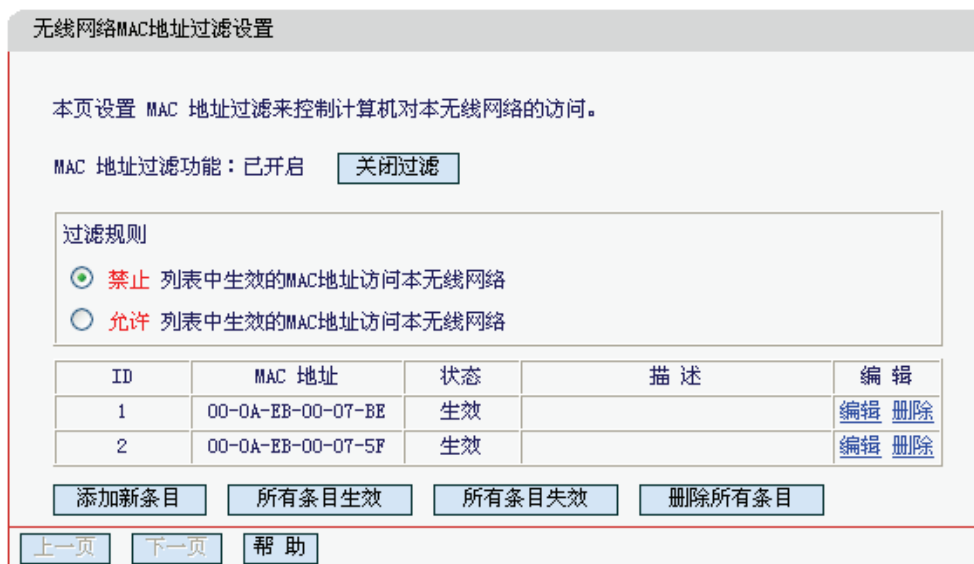 无线网络MAC地址过滤设置
本页设置 MAC 地址过滤来控制计算机对本无线网络的访问。
MAC 地址过滤功能：已开启 关闭过滤
过滤规则
禁止 列表中生效的MAC地址访问本无线网络
允许 列表中生效的MAC地址访问本无线网络
ID MAC 地址 状态 描 述 编 辑
1 00-0A-EB-00-07-BE 生效 编辑 删除
2 00-0A-EB-00-07-5F 生效 编辑 删除
添加新条目 所有条目生效 所有条目失效 删除所有条目
上一页 下一页 帮 助